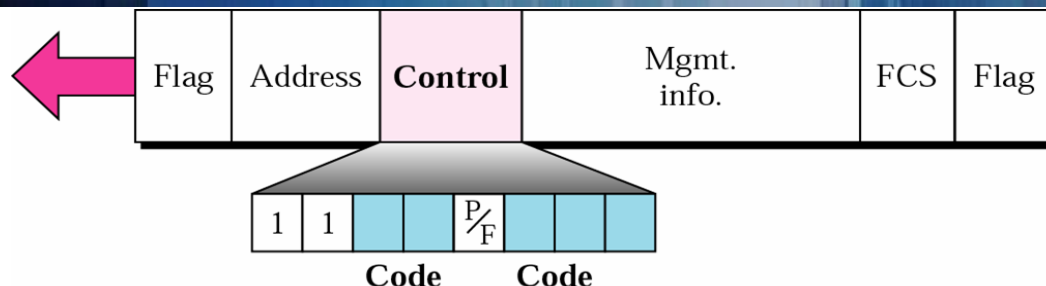 Flag Address Control Mgmt. info. FCS Flag
1 1 P/F
Code Code